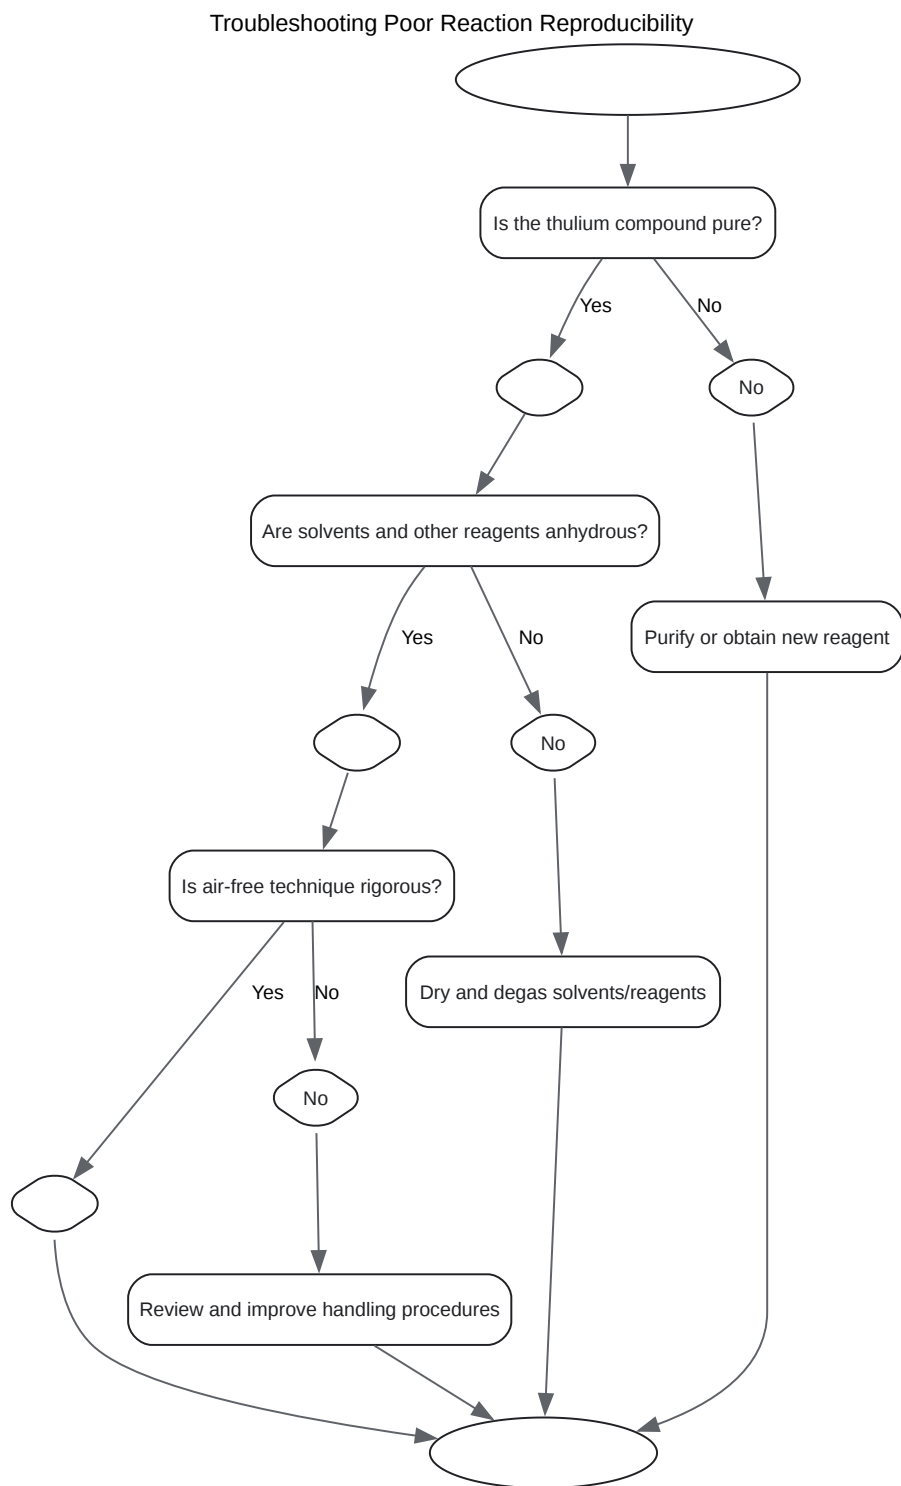 Troubleshooting Poor Reaction Reproducibility
Is the thulium compound pure?
Yes
No
No
Are solvents and other reagents anhydrous?
Yes
No
Purify or obtain new reagent
No
Is air-free technique rigorous?
Yes
No
Dry and degas solvents/reagents
No
Review and improve handling procedures